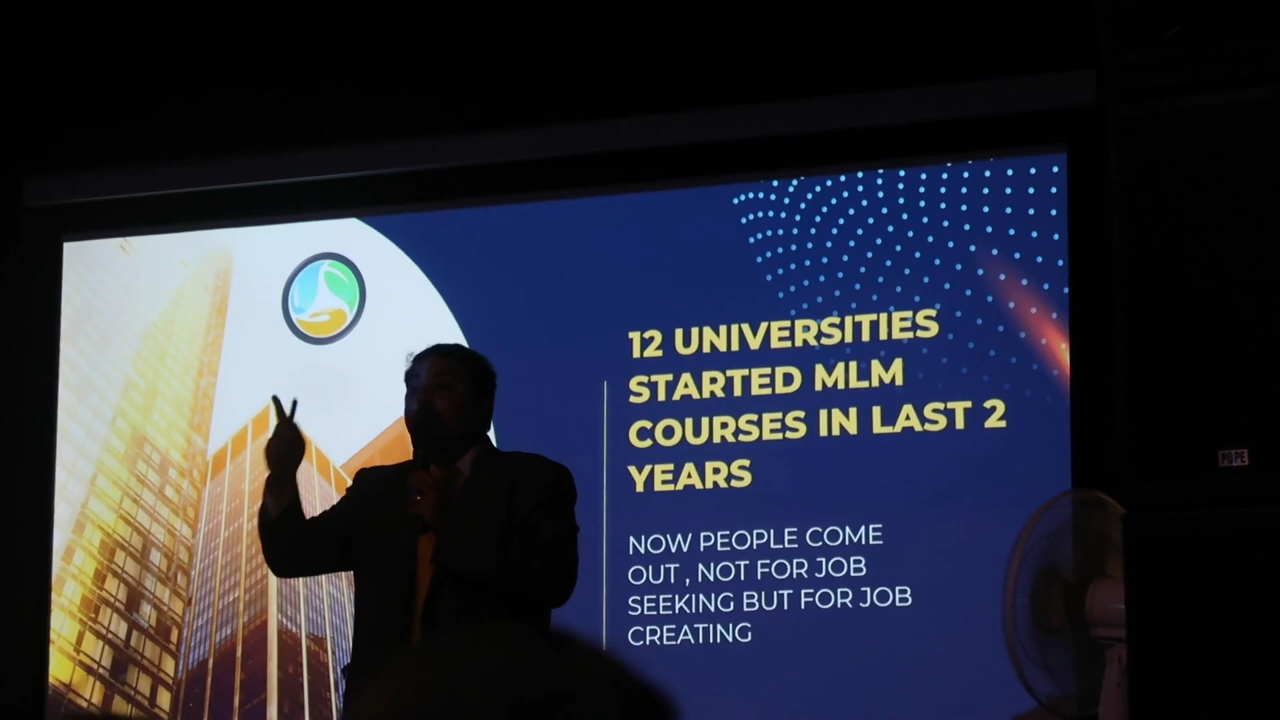 12 UNIVERSITIES
STARTED MLM
COURSES IN LAST 2
YEARS
NOW PEOPLE COME
OUT , NOT FOR JOB
SEEKING BUT FOR JOB
CREATING
POPE